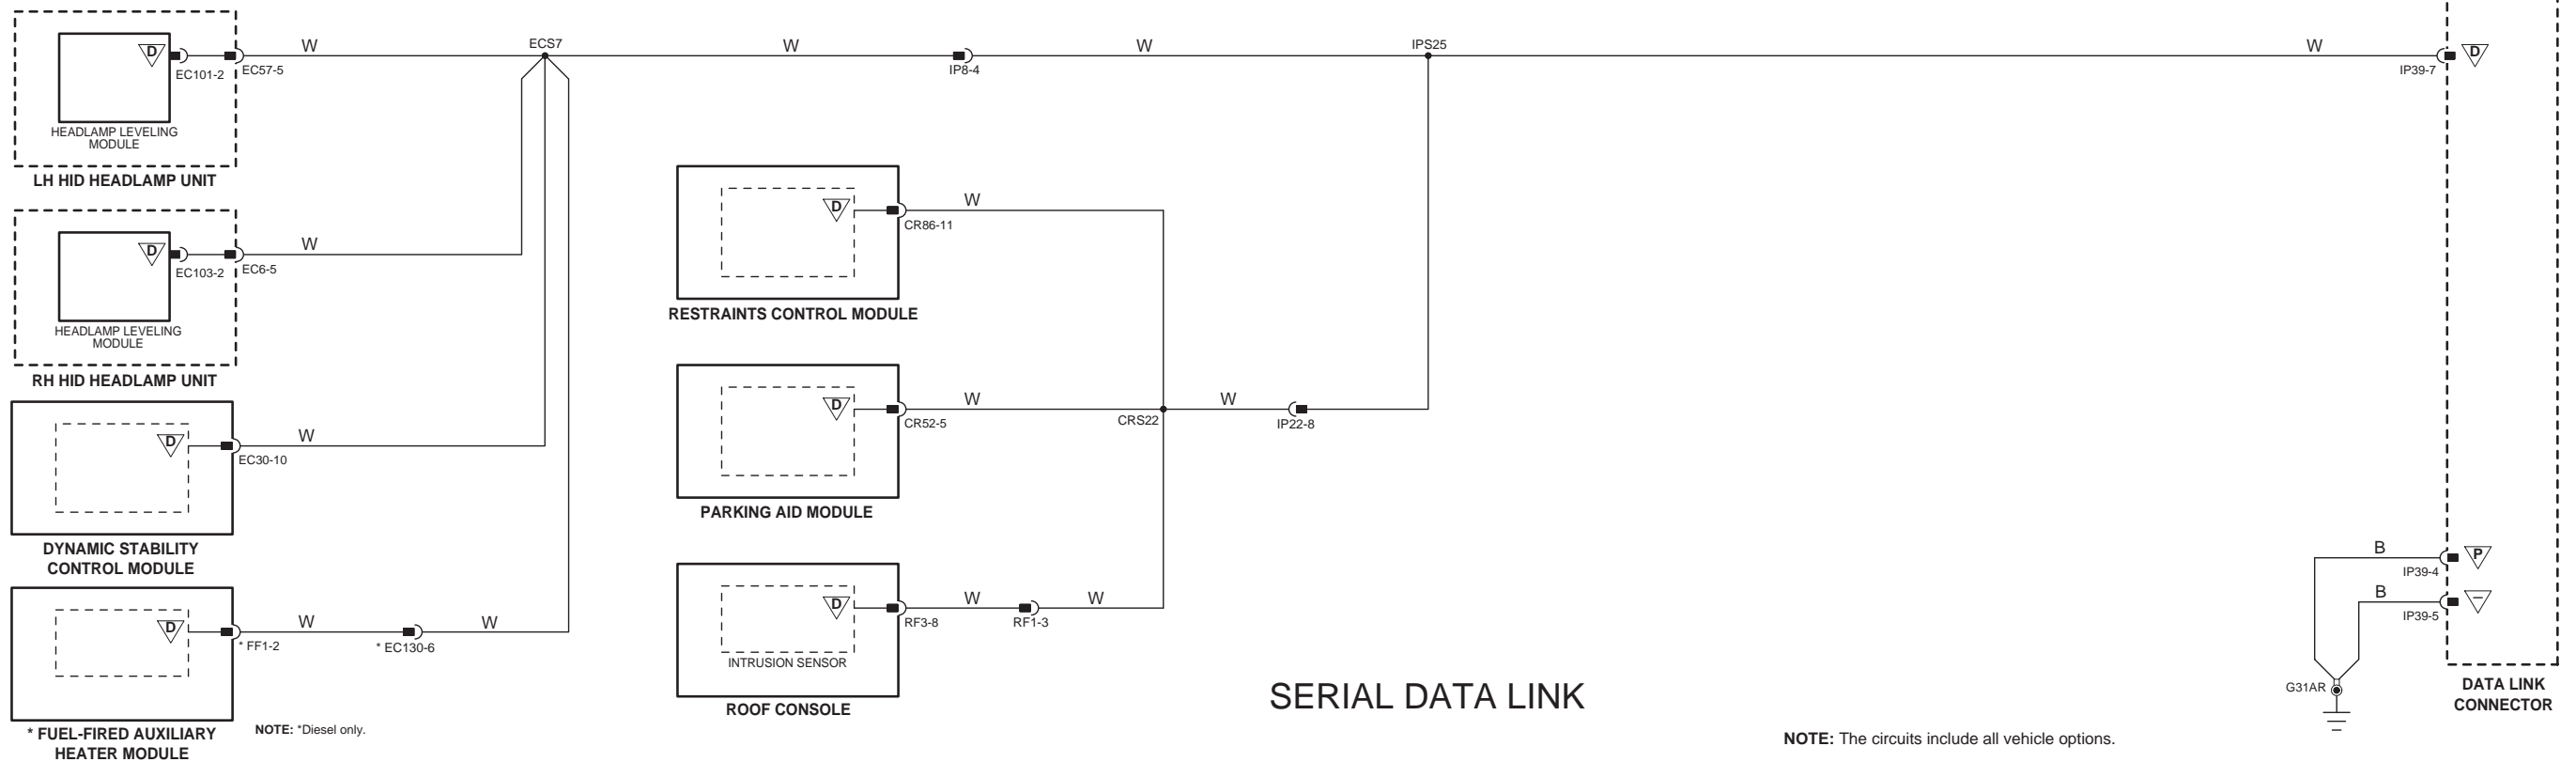 W
ECS7
W
W
IPS25
W
D
EC101-2
EC57-5
IP8-4
IP39-7
D
HEADLAMP LEVELING
MODULE
LH HID HEADLAMP UNIT
D
EC103-2
W
EC6-5
HEADLAMP LEVELING
MODULE
RH HID HEADLAMP UNIT
D
W
EC30-10
DYNAMIC STABILITY
CONTROL MODULE
D
W
W
* FF1-2
* EC130-6
* FUEL-FIRED AUXILIARY
HEATER MODULE
NOTE: *Diesel only.
D
W
CR86-11
RESTRAINTS CONTROL MODULE
D
W
CR52-5
CRS22
W
IP22-8
PARKING AID MODULE
D
W
W
RF3-8
RF1-3
INTRUSION SENSOR
ROOF CONSOLE
SERIAL DATA LINK
B
IP39-4
P
B
IP39-5
–
G31AR
DATA LINK
CONNECTOR
NOTE: The circuits include all vehicle options.